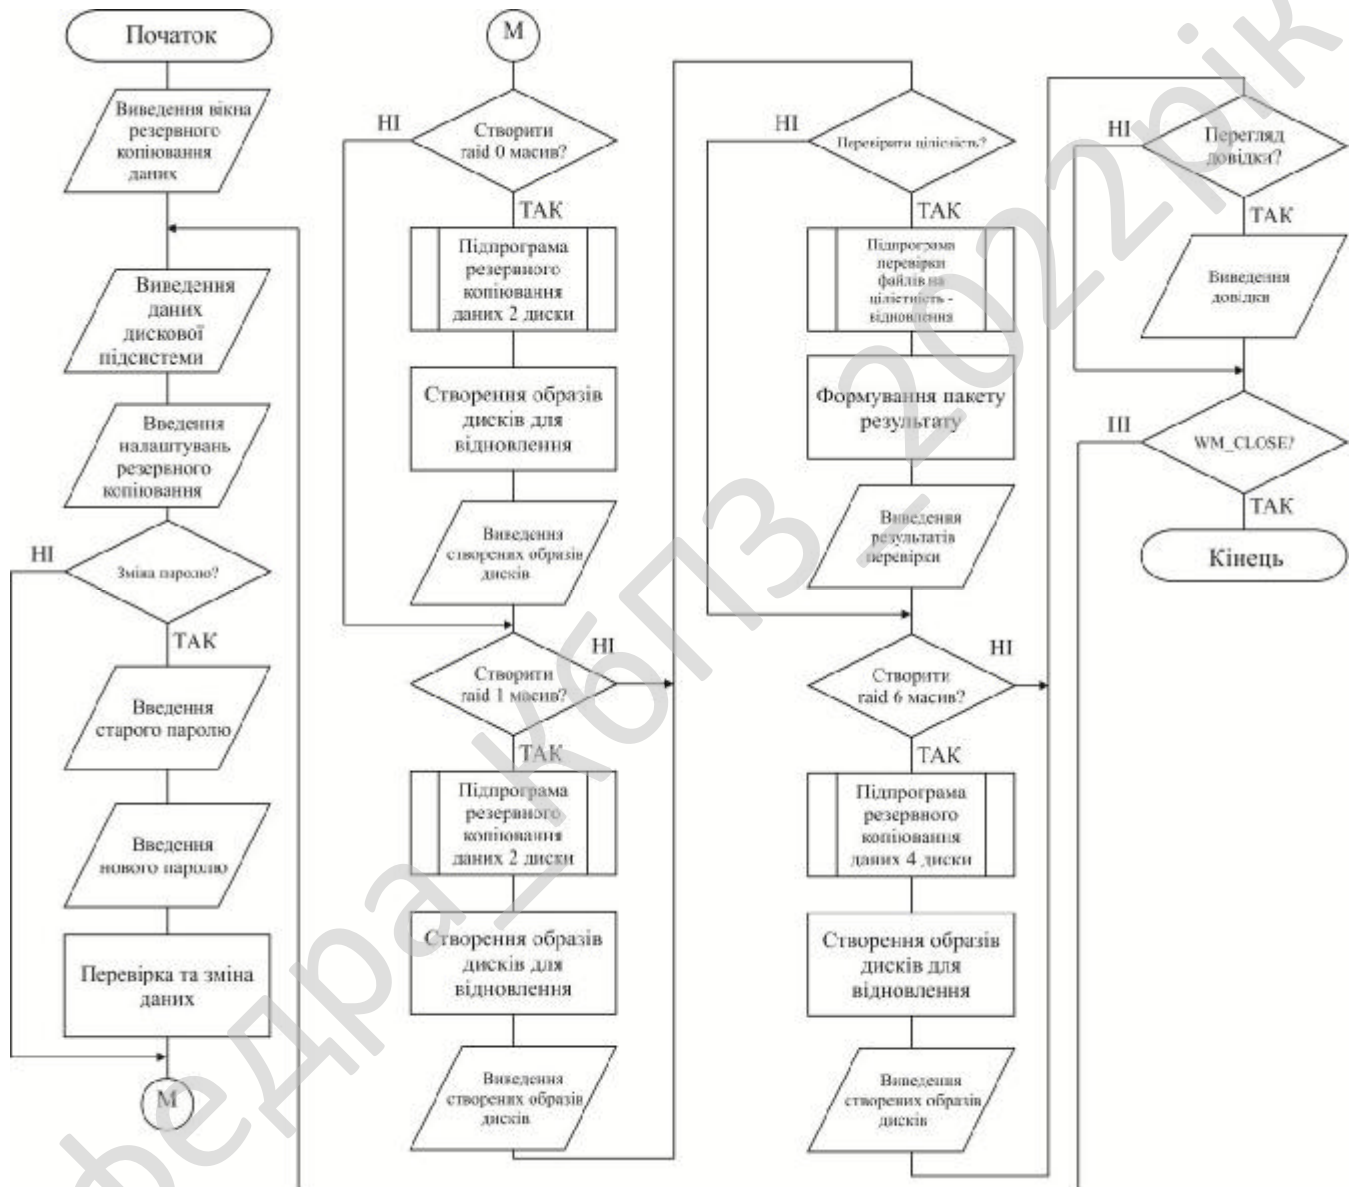 Початок
Виведення вікна
резервного
копіювання
даних
Виведення
даних
дискової
підсистеми
Введення
налаштувань
резервного
копіювання
НІ
Зміна паролю?
ТАК
Введення
старого паролю
Введення
нового паролю
Перевірка та зміна
даних
М
М
НІ
Створити
raid 0 масив?
ТАК
Підпрограма
резервного
копіювання
даних 2 диски
Створення образів
дисків для
відновлення
Виведення
створених образів
дисків
НІ
Створити
raid 1 масив?
ТАК
Підпрограма
резервного
копіювання
даних 2 диски
Створення образів
дисків для
відновлення
Виведення
створених образів
дисків
НІ
Перевірити цілісність?
ТАК
Підпрограма
перевірки
файлів на
цілістність -
відновлення
Формування пакету
результату
Виведення
результатів
перевірки
НІ
Створити
raid 6 масив?
ТАК
Підпрограма
резервного
копіювання
даних 4 диски
Створення образів
дисків для
відновлення
Виведення
створених образів
дисків
НІ
Перегляд
довідки?
ТАК
Виведення
довідки
НІ
WM_CLOSE?
ТАК
Кінець
федра_КбПЗ_2022рік